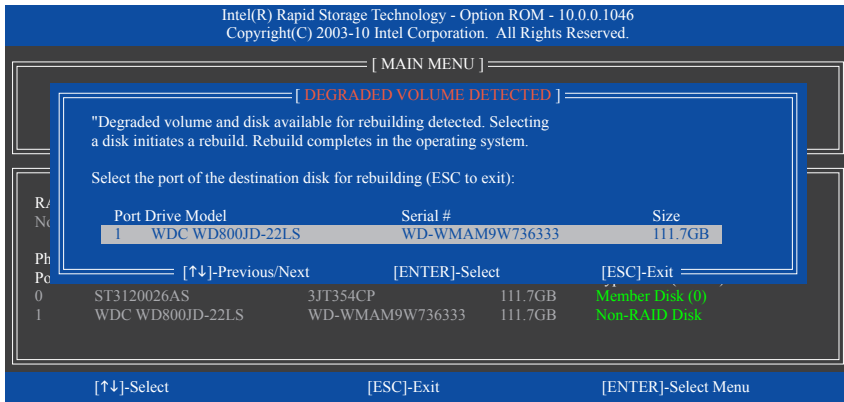 Intel(R) Rapid Storage Technology - Option ROM - 10.0.0.1046
Copyright(C) 2003-10 Intel Corporation. All Rights Reserved.
[ MAIN MENU ]
[ DEGRADED VOLUME DETECTED ]
"Degraded volume and disk available for rebuilding detected. Selecting
a disk initiates a rebuild. Rebuild completes in the operating system.
Select the port of the destination disk for rebuilding (ESC to exit):
Port Drive Model Serial # Size
1 WDC WD800JD-22LS WD-WMAM9W736333 111.7GB
[↑↓]-Previous/Next [ENTER]-Select [ESC]-Exit
0 ST3120026AS 3JT354CP 111.7GB Member Disk (0)
1 WDC WD800JD-22LS WD-WMAM9W736333 111.7GB Non-RAID Disk
[↑↓]-Select [ESC]-Exit [ENTER]-Select Menu